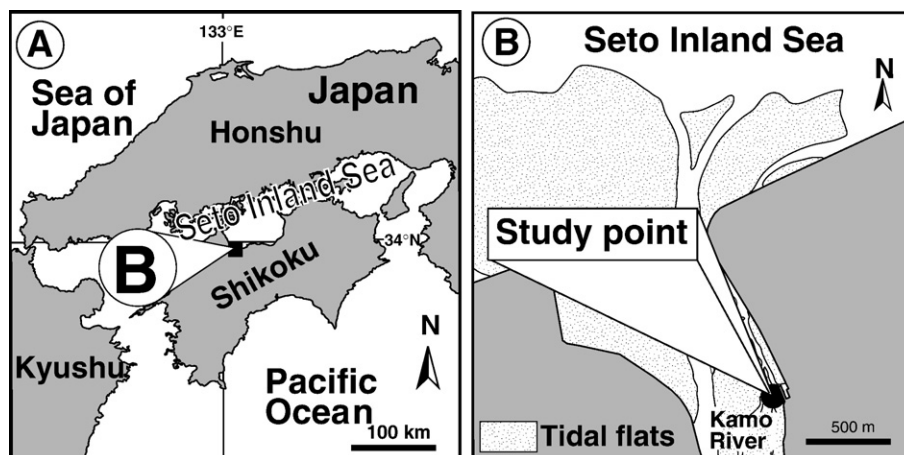 A
133°E
Sea of
Japan
Japan
Honshu
Seto Inland Sea
34°N
B
Shikoku
Kyushu
N
Pacific
Ocean
100 km
B
Seto Inland Sea
N
Study point
Kamo
River
Tidal flats
500 m